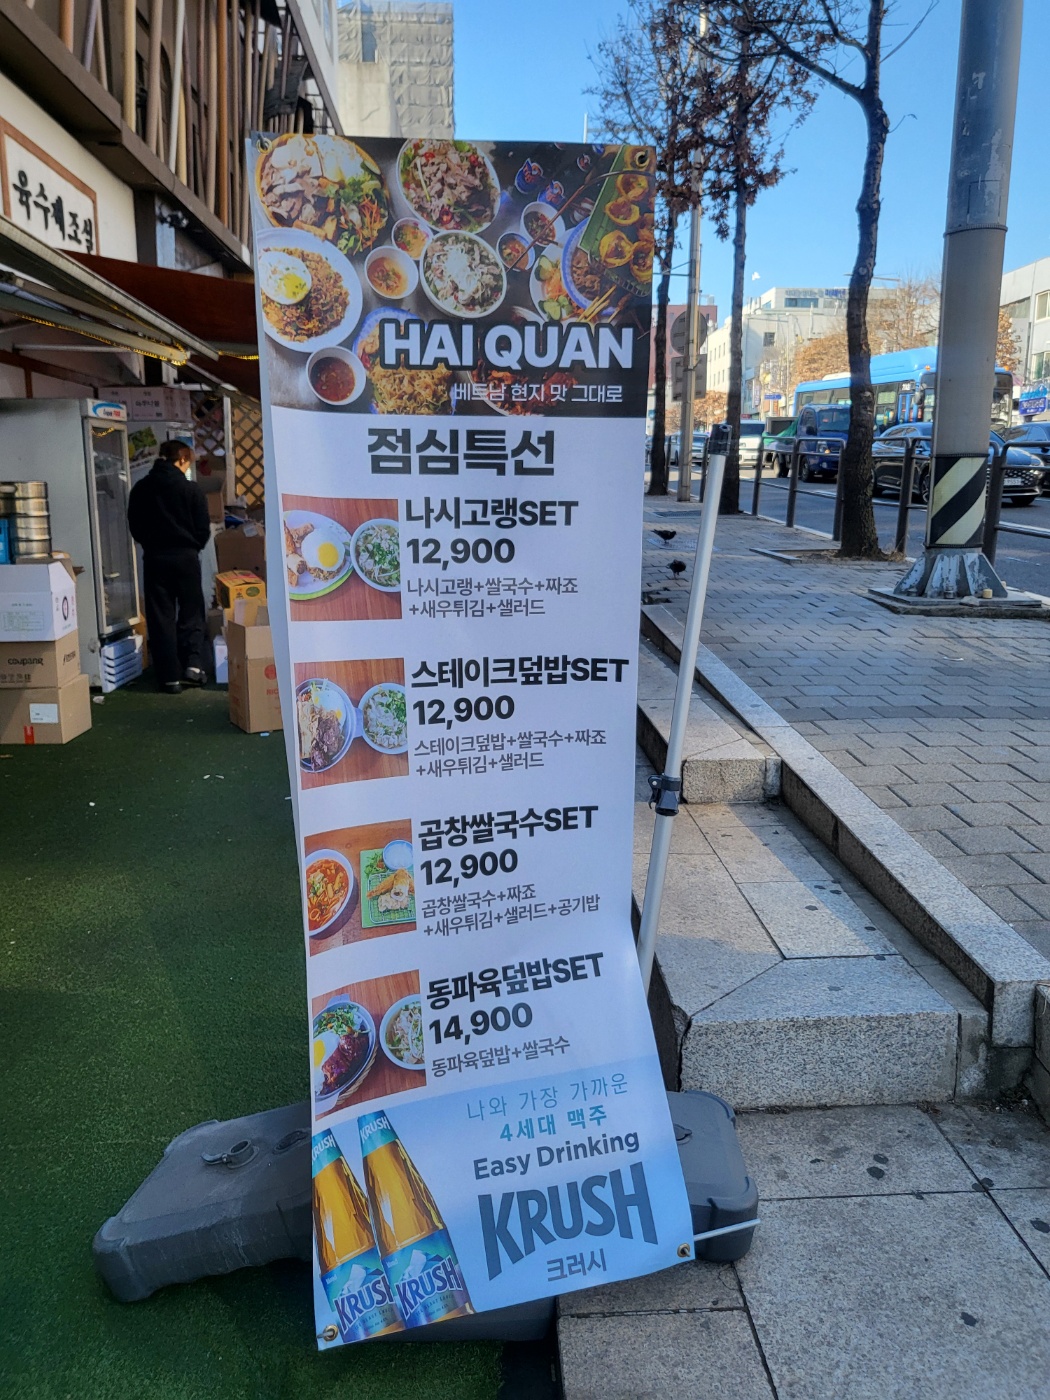 육수제조실
HAI QUAN
베트남 현지 맛 그대로
점심특선
나시고랭SET
12,900
나시고랭+쌀국수+짜죠
+새우튀김+샐러드
스테이크덮밥SET
12,900
스테이크덮밥+쌀국수+짜죠
+새우튀김+샐러드
곱창쌀국수SET
12,900
곱창쌀국수+짜죠
+새우튀김+샐러드+공기밥
동파육덮밥SET
14,900
동파육덮밥+쌀국수
나와 가장 가까운
4세대 맥주
Easy Drinking
KRUSH
크러시
KRUSH
KRUSH
KRUSH
KRUSH
coupang